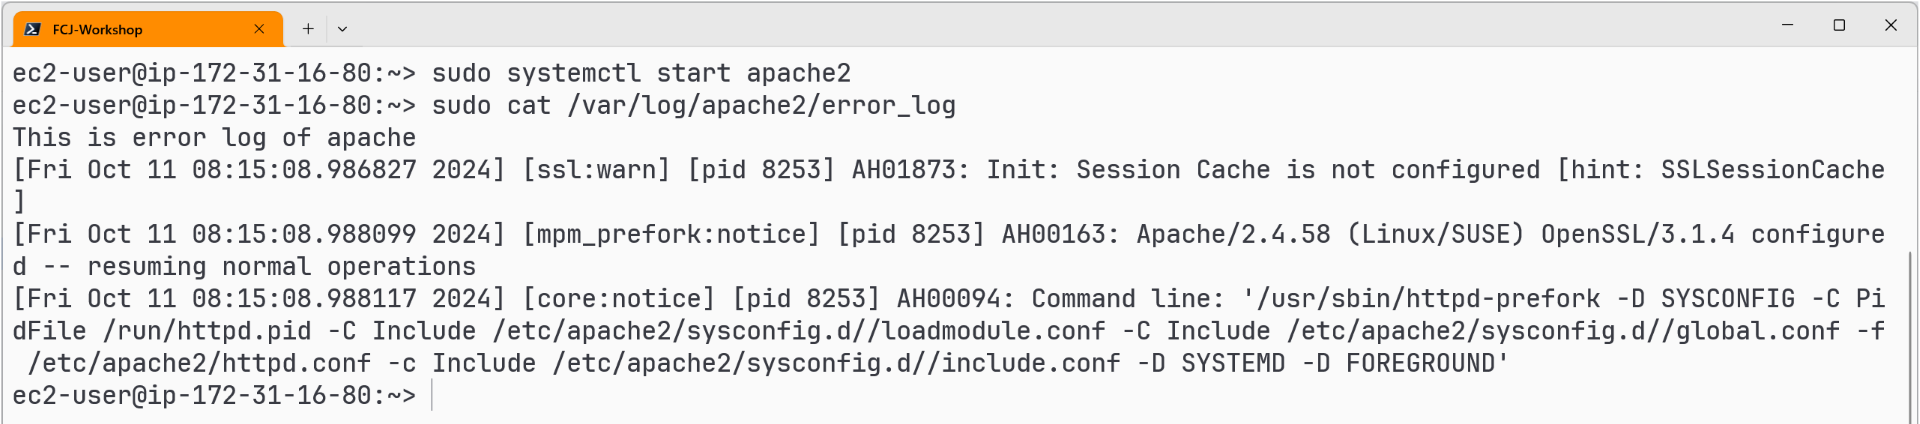 FCJ-Workshop
ec2-user@ip-172-31-16-80:~> sudo systemctl start apache2
ec2-user@ip-172-31-16-80:~> sudo cat /var/log/apache2/error_log
This is error log of apache
[Fri Oct 11 08:15:08.986827 2024] [ssl:warn] [pid 8253] AH01873: Init: Session Cache is not configured [hint: SSLSessionCache
]
[Fri Oct 11 08:15:08.988099 2024] [mpm_prefork:notice] [pid 8253] AH00163: Apache/2.4.58 (Linux/SUSE) OpenSSL/3.1.4 configure
d -- resuming normal operations
[Fri Oct 11 08:15:08.988117 2024] [core:notice] [pid 8253] AH00094: Command line: '/usr/sbin/httpd-prefork -D SYSCONFIG -C Pi
dFile /run/httpd.pid -C Include /etc/apache2/sysconfig.d//loadmodule.conf -C Include /etc/apache2/sysconfig.d//global.conf -f
 /etc/apache2/httpd.conf -c Include /etc/apache2/sysconfig.d//include.conf -D SYSTEMD -D FOREGROUND'
ec2-user@ip-172-31-16-80:~>